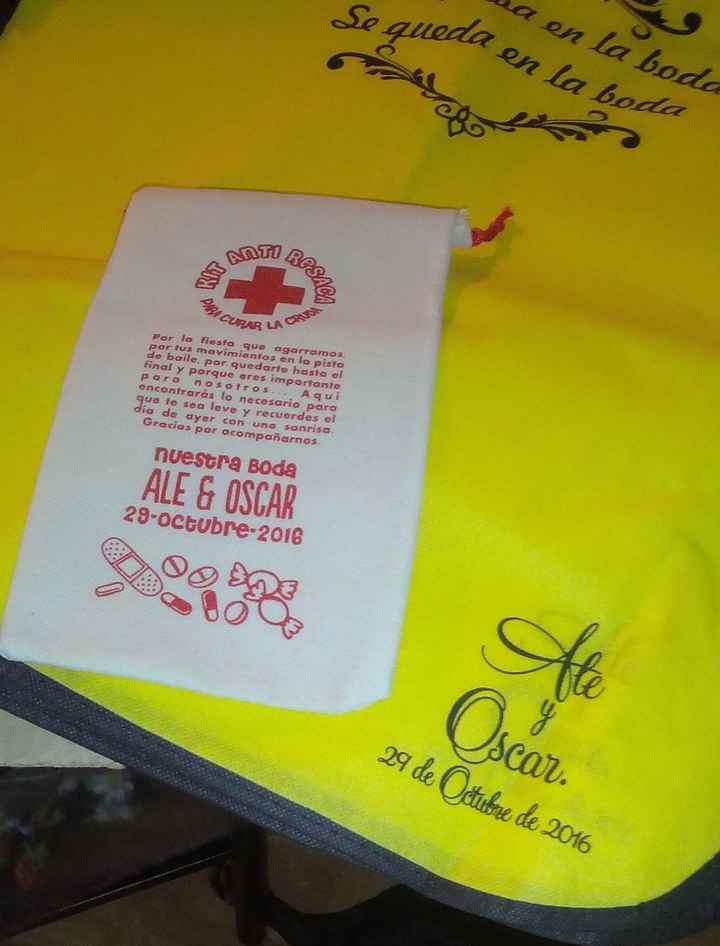 en la boda
Se queda en la boda
KIT ANTI RESACA
PARA CURAR LA CRUDA
Por la fiesta que agarramos,
por tus movimientos en la pista
de baile, por quedarte hasta el
final y porque eres importante
para nosotros... Aquí
encontrarás lo necesario para
que te sea leve y recuerdes el
día de ayer con una sonrisa.
Gracias por acompañarnos.
nuestra Boda
ALE & OSCAR
29-octubre-2016
Ale
y
Oscar.
29 de Octubre de 2016